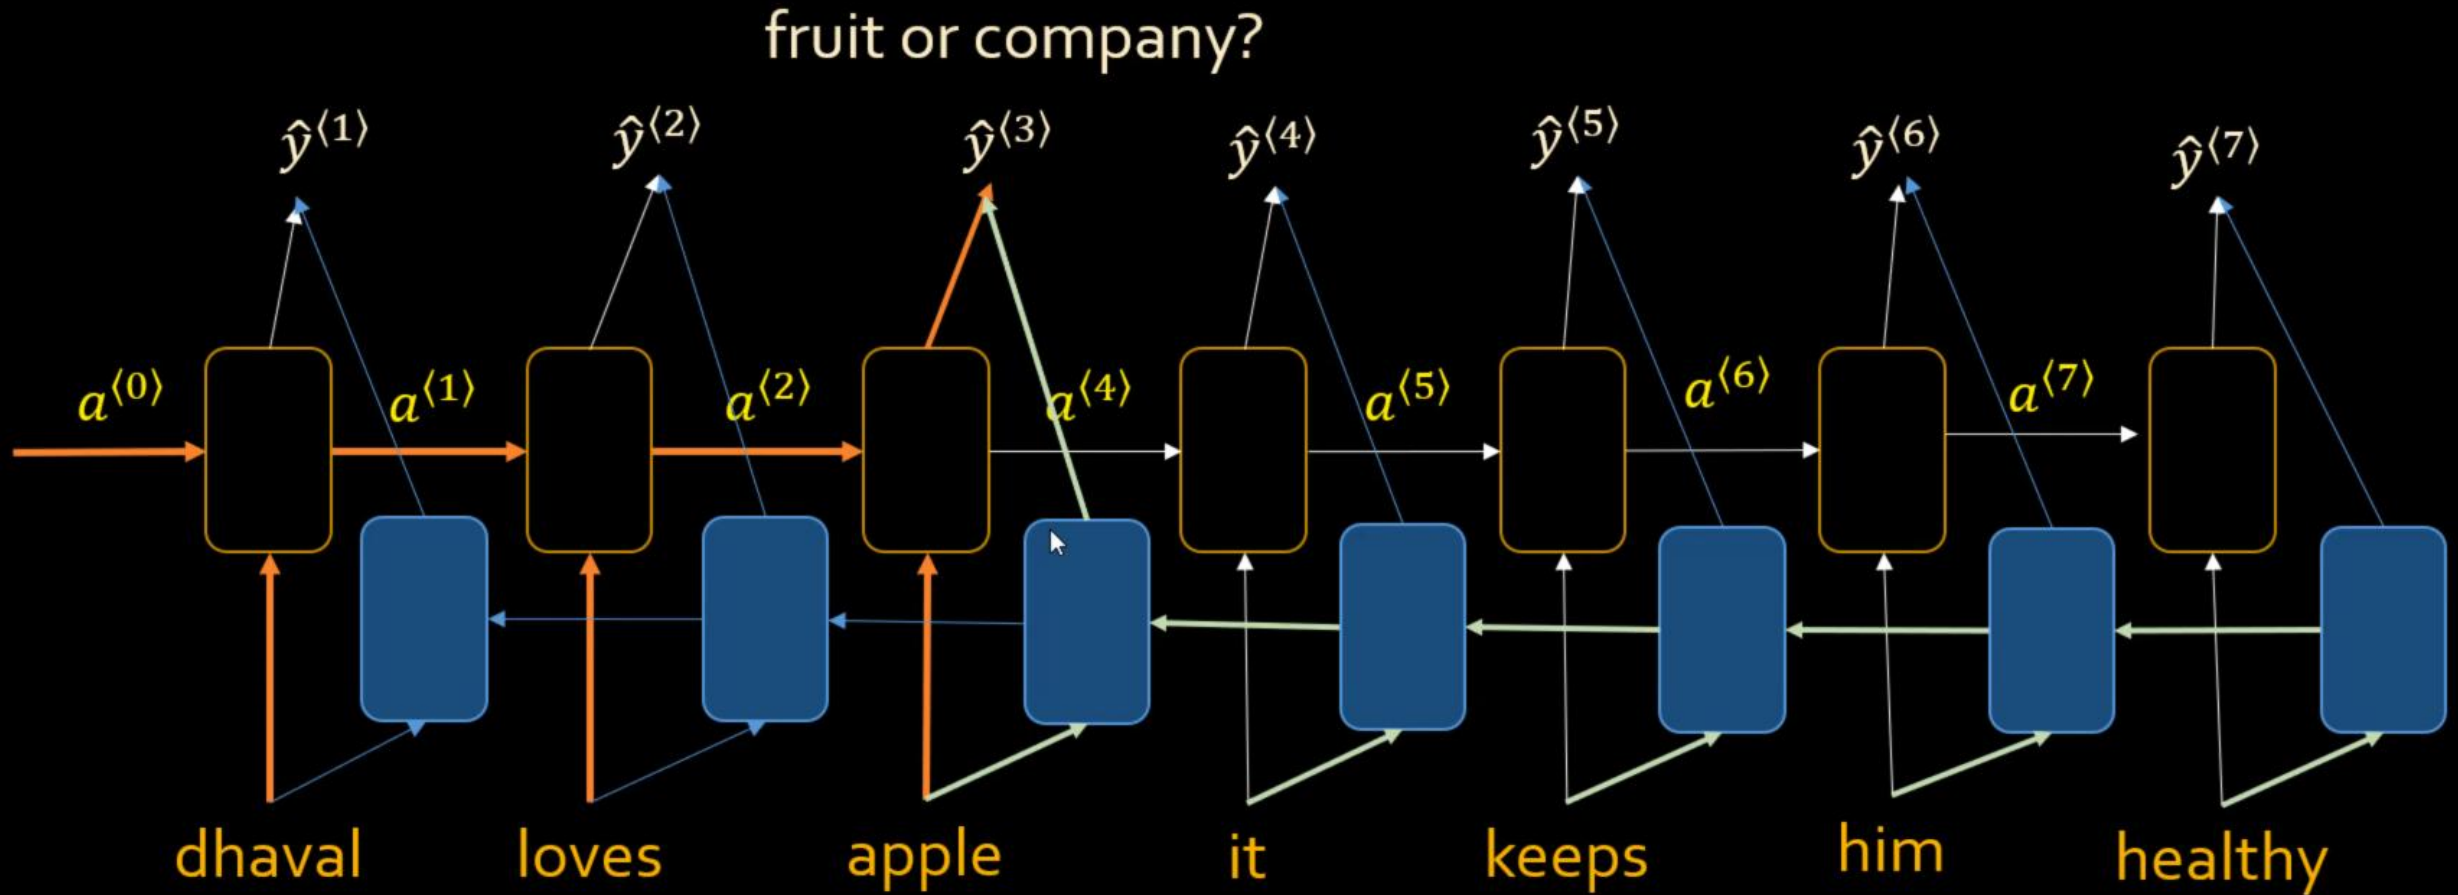 fruit or company?
ŷ⟨1⟩ ŷ⟨2⟩ ŷ⟨3⟩ ŷ⟨4⟩ ŷ⟨5⟩ ŷ⟨6⟩ ŷ⟨7⟩
a⟨0⟩ a⟨1⟩ a⟨2⟩ a⟨4⟩ a⟨5⟩ a⟨6⟩ a⟨7⟩
dhaval loves apple it keeps him healthy